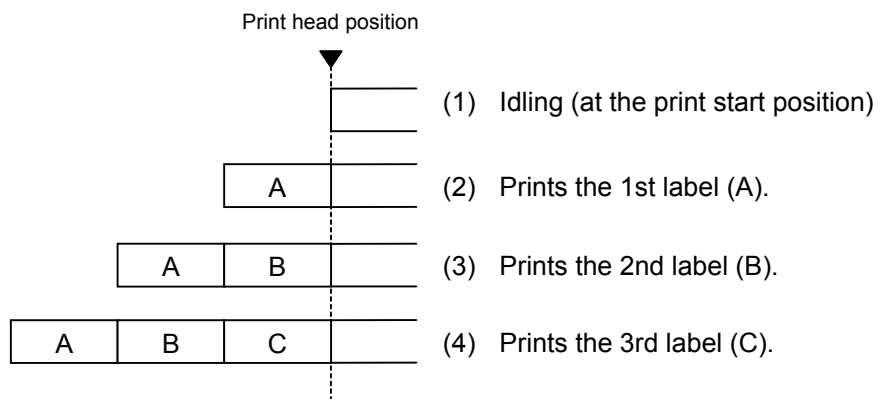 Print head position
(1) Idling (at the print start position)
A (2) Prints the 1st label (A).
A B (3) Prints the 2nd label (B).
A B C (4) Prints the 3rd label (C).